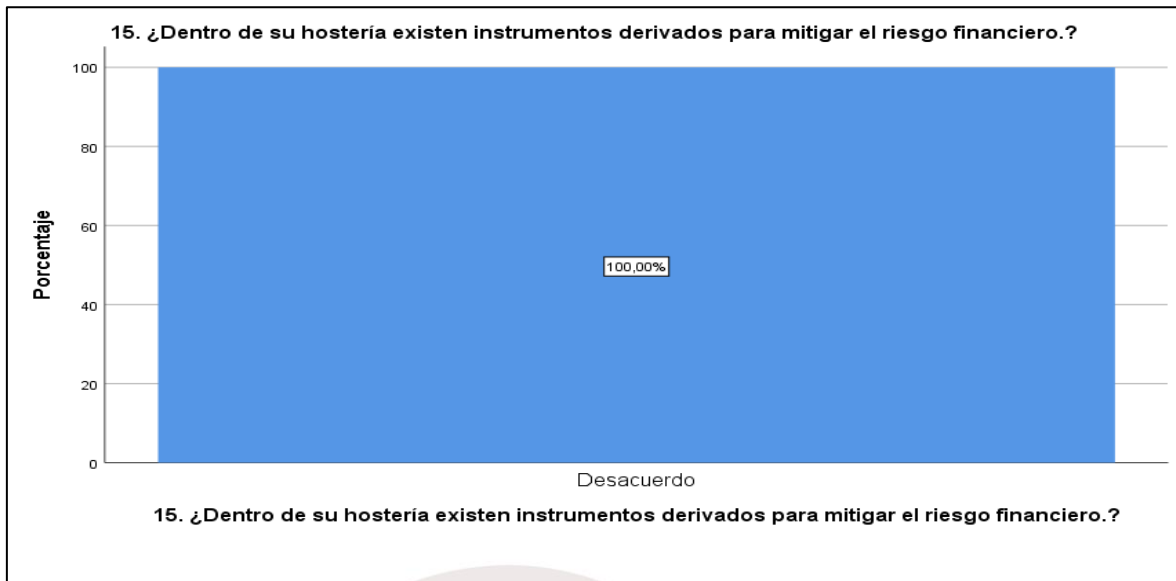 15. ¿Dentro de su hostería existen instrumentos derivados para mitigar el riesgo financiero.?
100
80
60
40
20
0
Porcentaje
100,00%
Desacuerdo
15. ¿Dentro de su hostería existen instrumentos derivados para mitigar el riesgo financiero.?